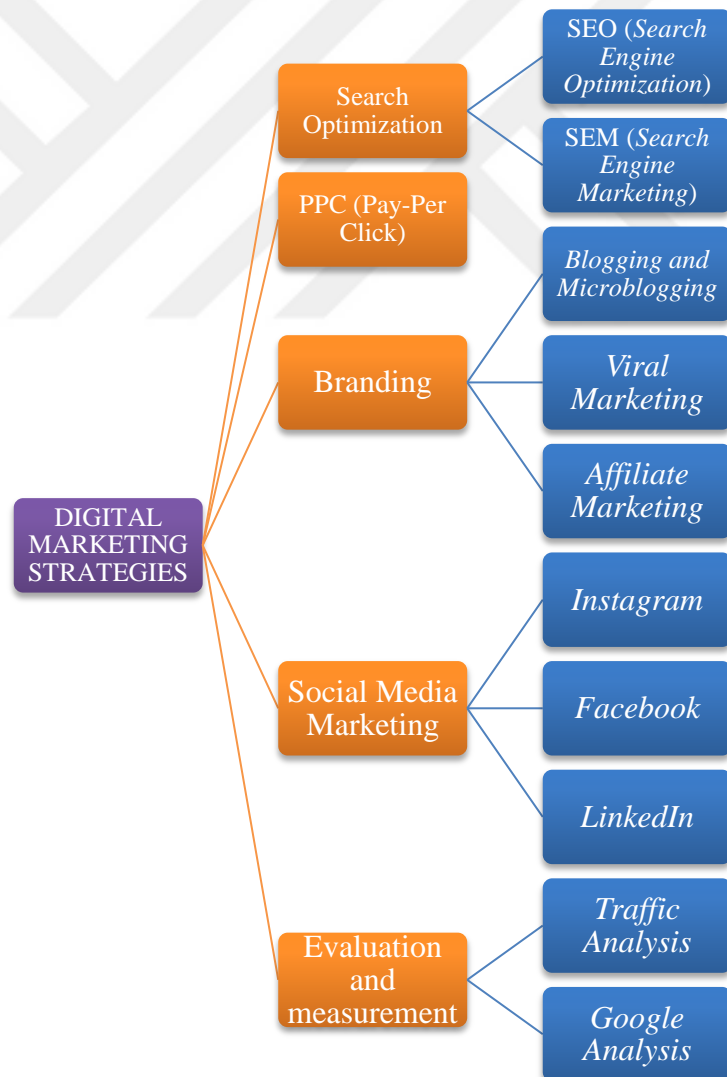 DIGITAL
MARKETING
STRATEGIES
Search
Optimization
SEO (Search
Engine
Optimization)
SEM (Search
Engine
Marketing)
PPC (Pay-Per
Click)
Branding
Blogging and
Microblogging
Viral
Marketing
Affiliate
Marketing
Social Media
Marketing
Instagram
Facebook
LinkedIn
Evaluation
and
measurement
Traffic
Analysis
Google
Analysis